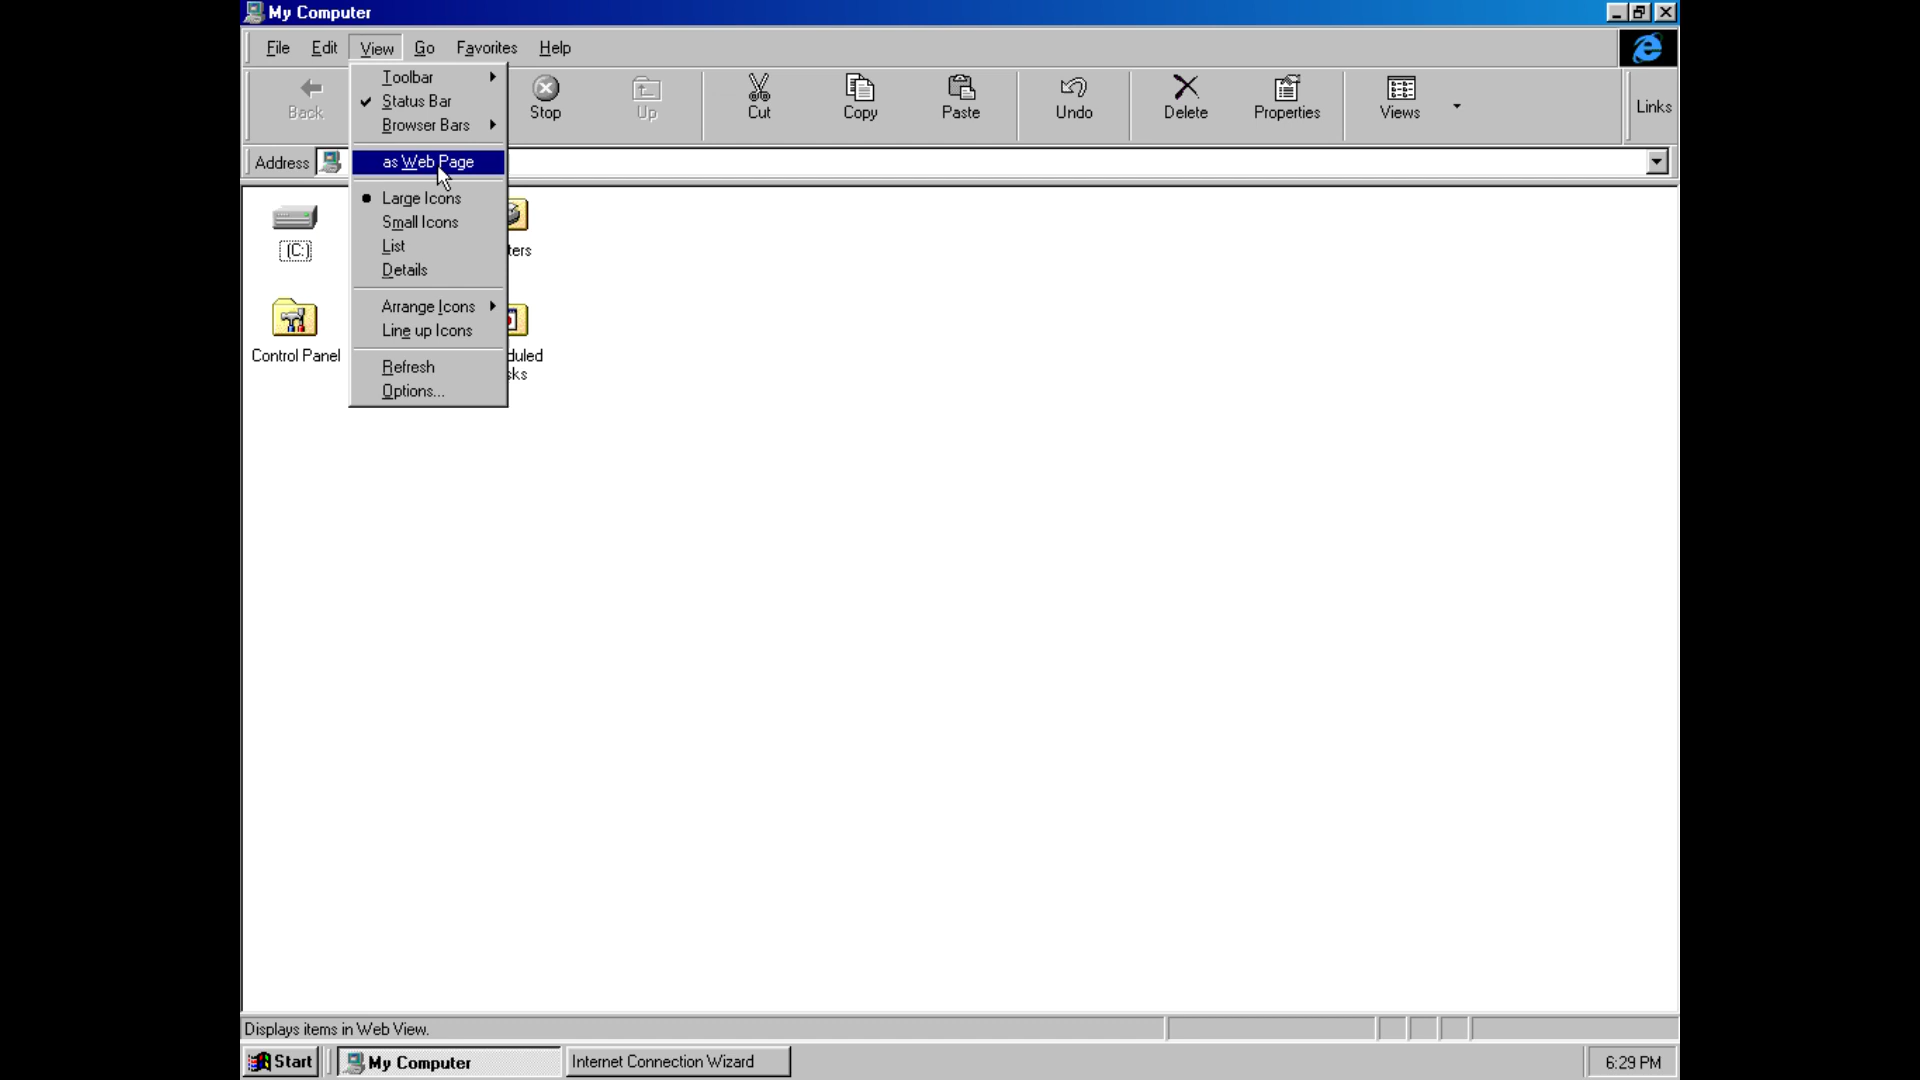 My Computer
File Edit View Go Favorites Help
Back Stop Up Cut Copy Paste Undo Delete Properties Views Links
Address
Toolbar
Status Bar
Browser Bars
as Web Page
Large Icons
Small Icons
List
Details
Arrange Icons
Line up Icons
Refresh
Options...
(C:)
Control Panel
Displays items in Web View.
Start My Computer Internet Connection Wizard 6:29 PM